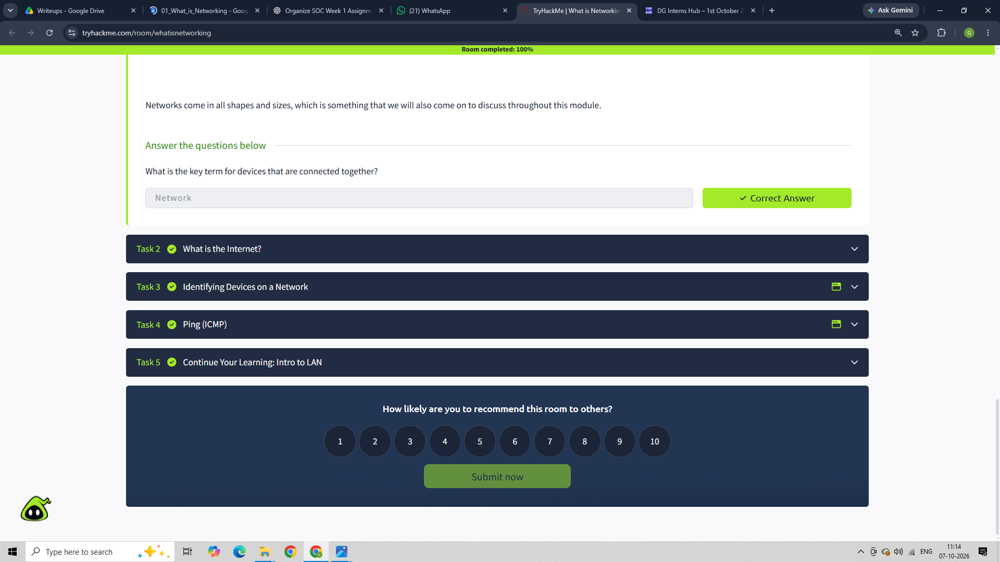 Writeups - Google Drive
01_What_is_Networking - Goog
Organize SOC Week 1 Assignm
(21) WhatsApp
TryHackMe | What is Networkin
DG Interns Hub – 1st October 2
Ask Gemini
tryhackme.com/room/whatisnetworking
G
Room completed: 100%
Networks come in all shapes and sizes, which is something that we will also come on to discuss throughout this module.
Answer the questions below
What is the key term for devices that are connected together?
Network
Correct Answer
Task 2 What is the Internet?
Task 3 Identifying Devices on a Network
Task 4 Ping (ICMP)
Task 5 Continue Your Learning: Intro to LAN
How likely are you to recommend this room to others?
1 2 3 4 5 6 7 8 9 10
Submit now
Type here to search
ENG
11:14
07-10-2026